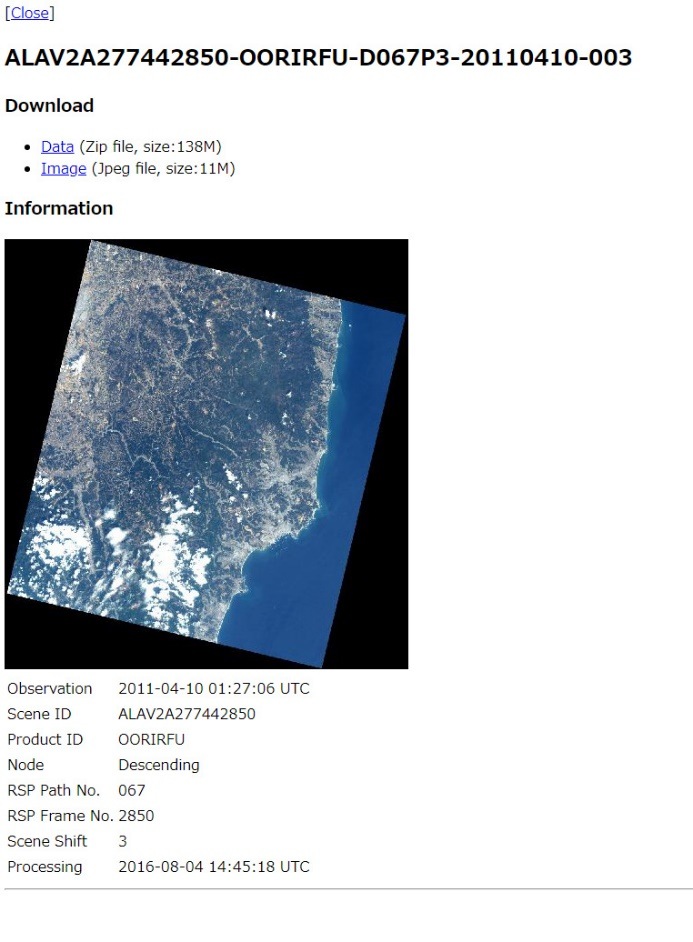 [Close]
ALAV2A277442850-OORIRFU-D067P3-20110410-003
Download
• Data (Zip file, size:138M)
• Image (Jpeg file, size:11M)
Information
Observation 2011-04-10 01:27:06 UTC
Scene ID ALAV2A277442850
Product ID OORIRFU
Node Descending
RSP Path No. 067
RSP Frame No. 2850
Scene Shift 3
Processing 2016-08-04 14:45:18 UTC